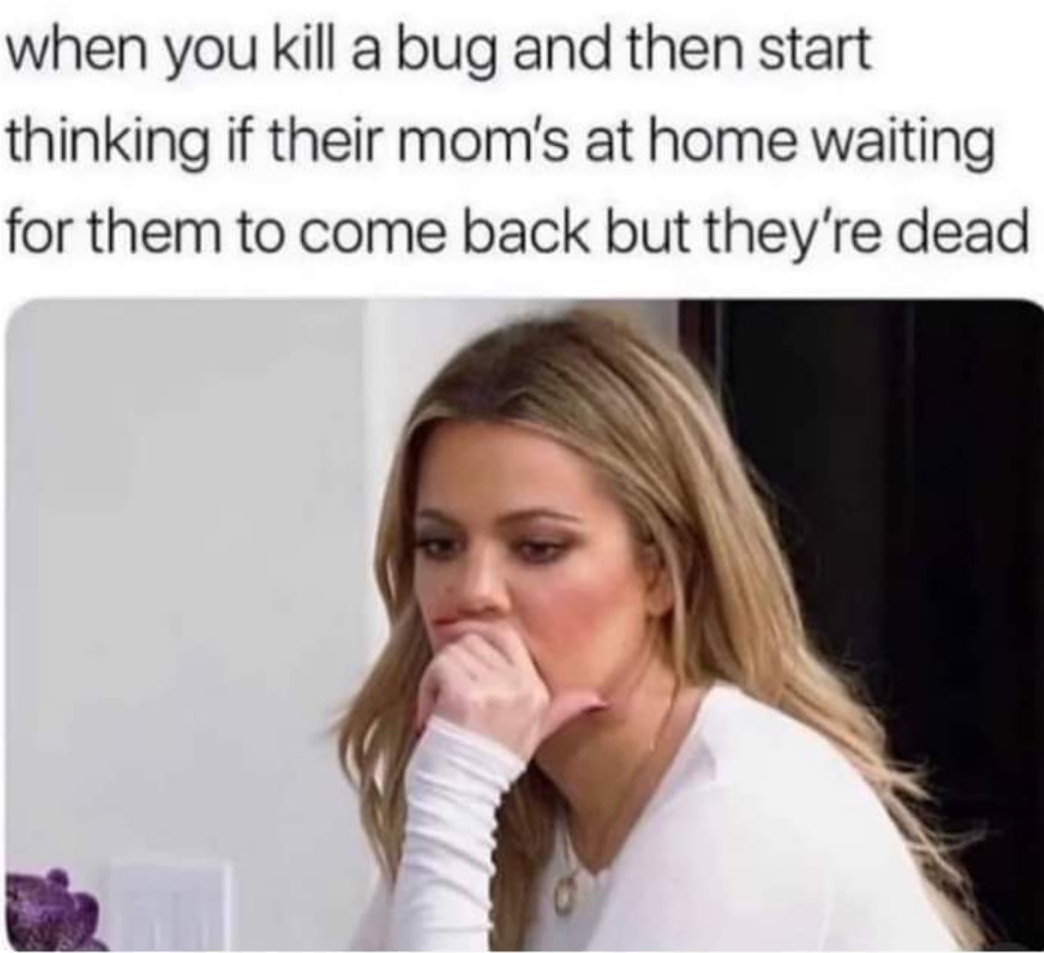 when you kill a bug and then start
thinking if their mom's at home waiting
for them to come back but they're dead